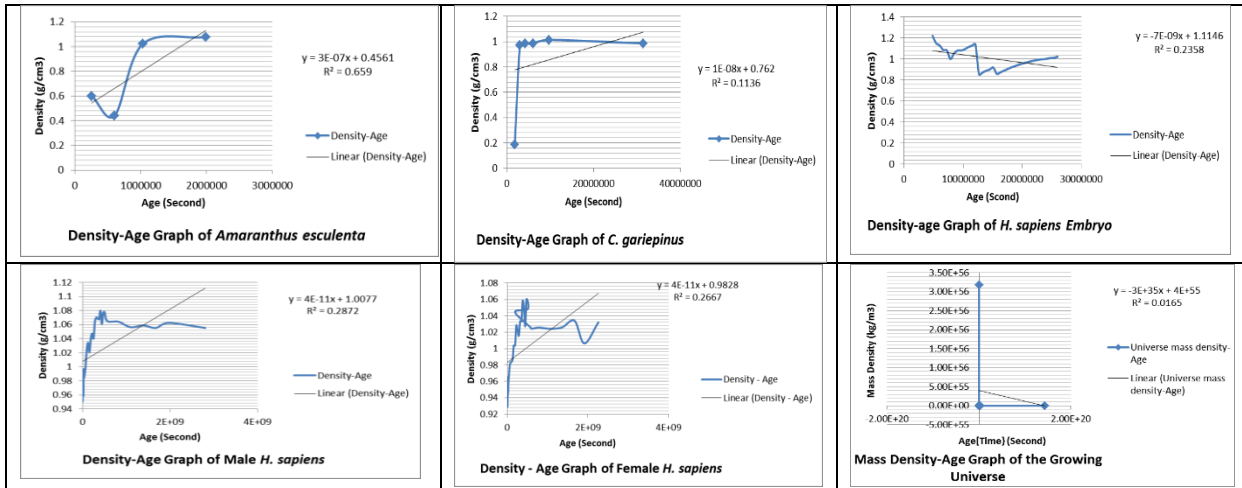 1.2
1
0.8
0.6
0.4
0.2
0
Density (g/cm3)
0 1000000 2000000 3000000
Age (Second)
y = 3E-07x + 0.4561
R² = 0.659
Density-Age
Linear (Density-Age)
Density-Age Graph of Amaranthus esculenta
1.2
1
0.8
0.6
0.4
0.2
0
Density (g/cm3)
0 20000000 40000000
Age (Second)
y = 1E-08x + 0.762
R² = 0.1136
Density-Age
Linear (Density-Age)
Density-Age Graph of C. gariepinus
1.4
1.2
1
0.8
0.6
0.4
0.2
0
Density (g/cm3)
0 10000000 20000000 30000000
Age (Scond)
y = -7E-09x + 1.1146
R² = 0.2358
Density-Age
Linear (Density-Age)
Density-age Graph of H. sapiens Embryo
1.12
1.1
1.08
1.06
1.04
1.02
1
0.98
0.96
0.94
Density (g/cm3)
0 2E+09 4E+09
Age (Second)
y = 4E-11x + 1.0077
R² = 0.2872
Density-Age
Linear (Density-Age)
Density-Age Graph of Male H. sapiens
1.08
1.06
1.04
1.02
1
0.98
0.96
0.94
0.92
Density (g/cm3)
0 2E+09 4E+09
Age (Second)
y = 4E-11x + 0.9828
R² = 0.2667
Density - Age
Linear (Density - Age)
Density - Age Graph of Female H. sapiens
3.50E+56
3.00E+56
2.50E+56
2.00E+56
1.50E+56
1.00E+56
5.00E+55
0.00E+00
-5.00E+55
Mass Density (kg/m3)
-2.00E+20 2.00E+20
Age(Time) (Second)
y = -3E+35x + 4E+55
R² = 0.0165
Universe mass density-
Age
Linear (Universe mass
density-Age)
Mass Density-Age Graph of the Growing
Universe